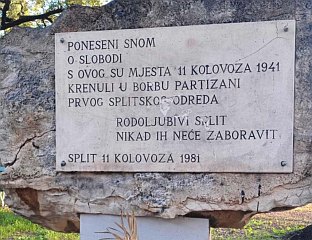 PONESENI SNOM
O SLOBODI
S OVOG SU MJESTA 11 KOLOVOZA 1941
KRENULI U BORBU PARTIZANI
PRVOG SPLITSKOG ODREDA
RODOLJUBIVI SPLIT
NIKAD IH NEĆE ZABORAVIT
SPLIT 11 KOLOVOZA 1981